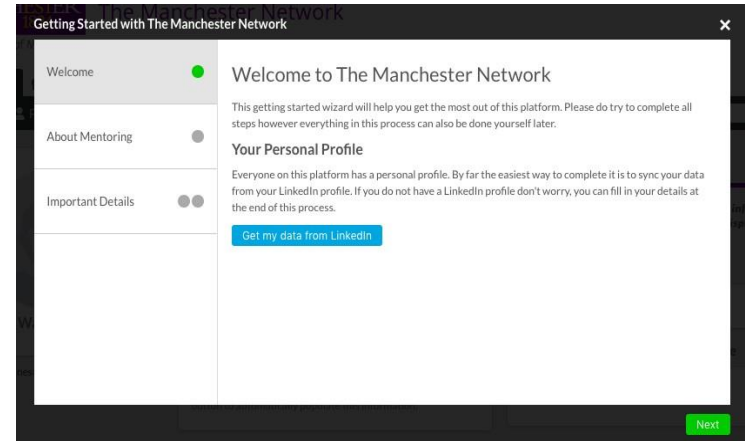 The Manchester Network
Getting Started with The Manchester Network
Welcome
About Mentoring
Important Details
Welcome to The Manchester Network
This getting started wizard will help you get the most out of this platform. Please do try to complete all
steps however everything in this process can also be done yourself later.
Your Personal Profile
Everyone on this platform has a personal profile. By far the easiest way to complete it is to sync your data
from your LinkedIn profile. If you do not have a LinkedIn profile don't worry, you can fill in your details at
the end of this process.
Get my data from LinkedIn
Next